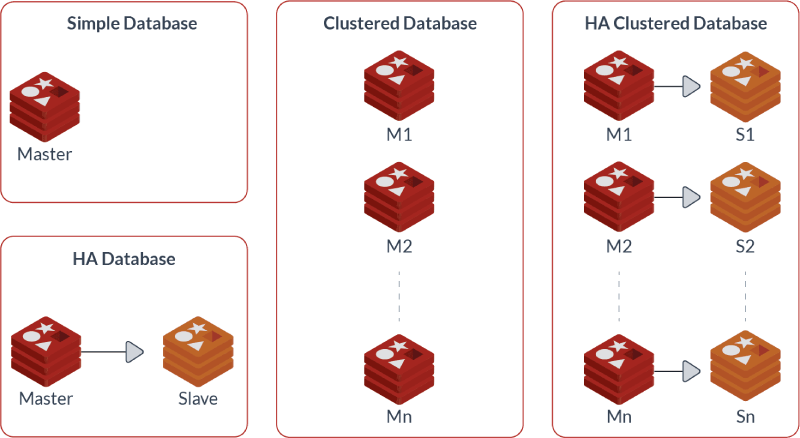 Simple Database
Master
HA Database
Master
Slave
Clustered Database
M1
M2
Mn
HA Clustered Database
M1
S1
M2
S2
Mn
Sn